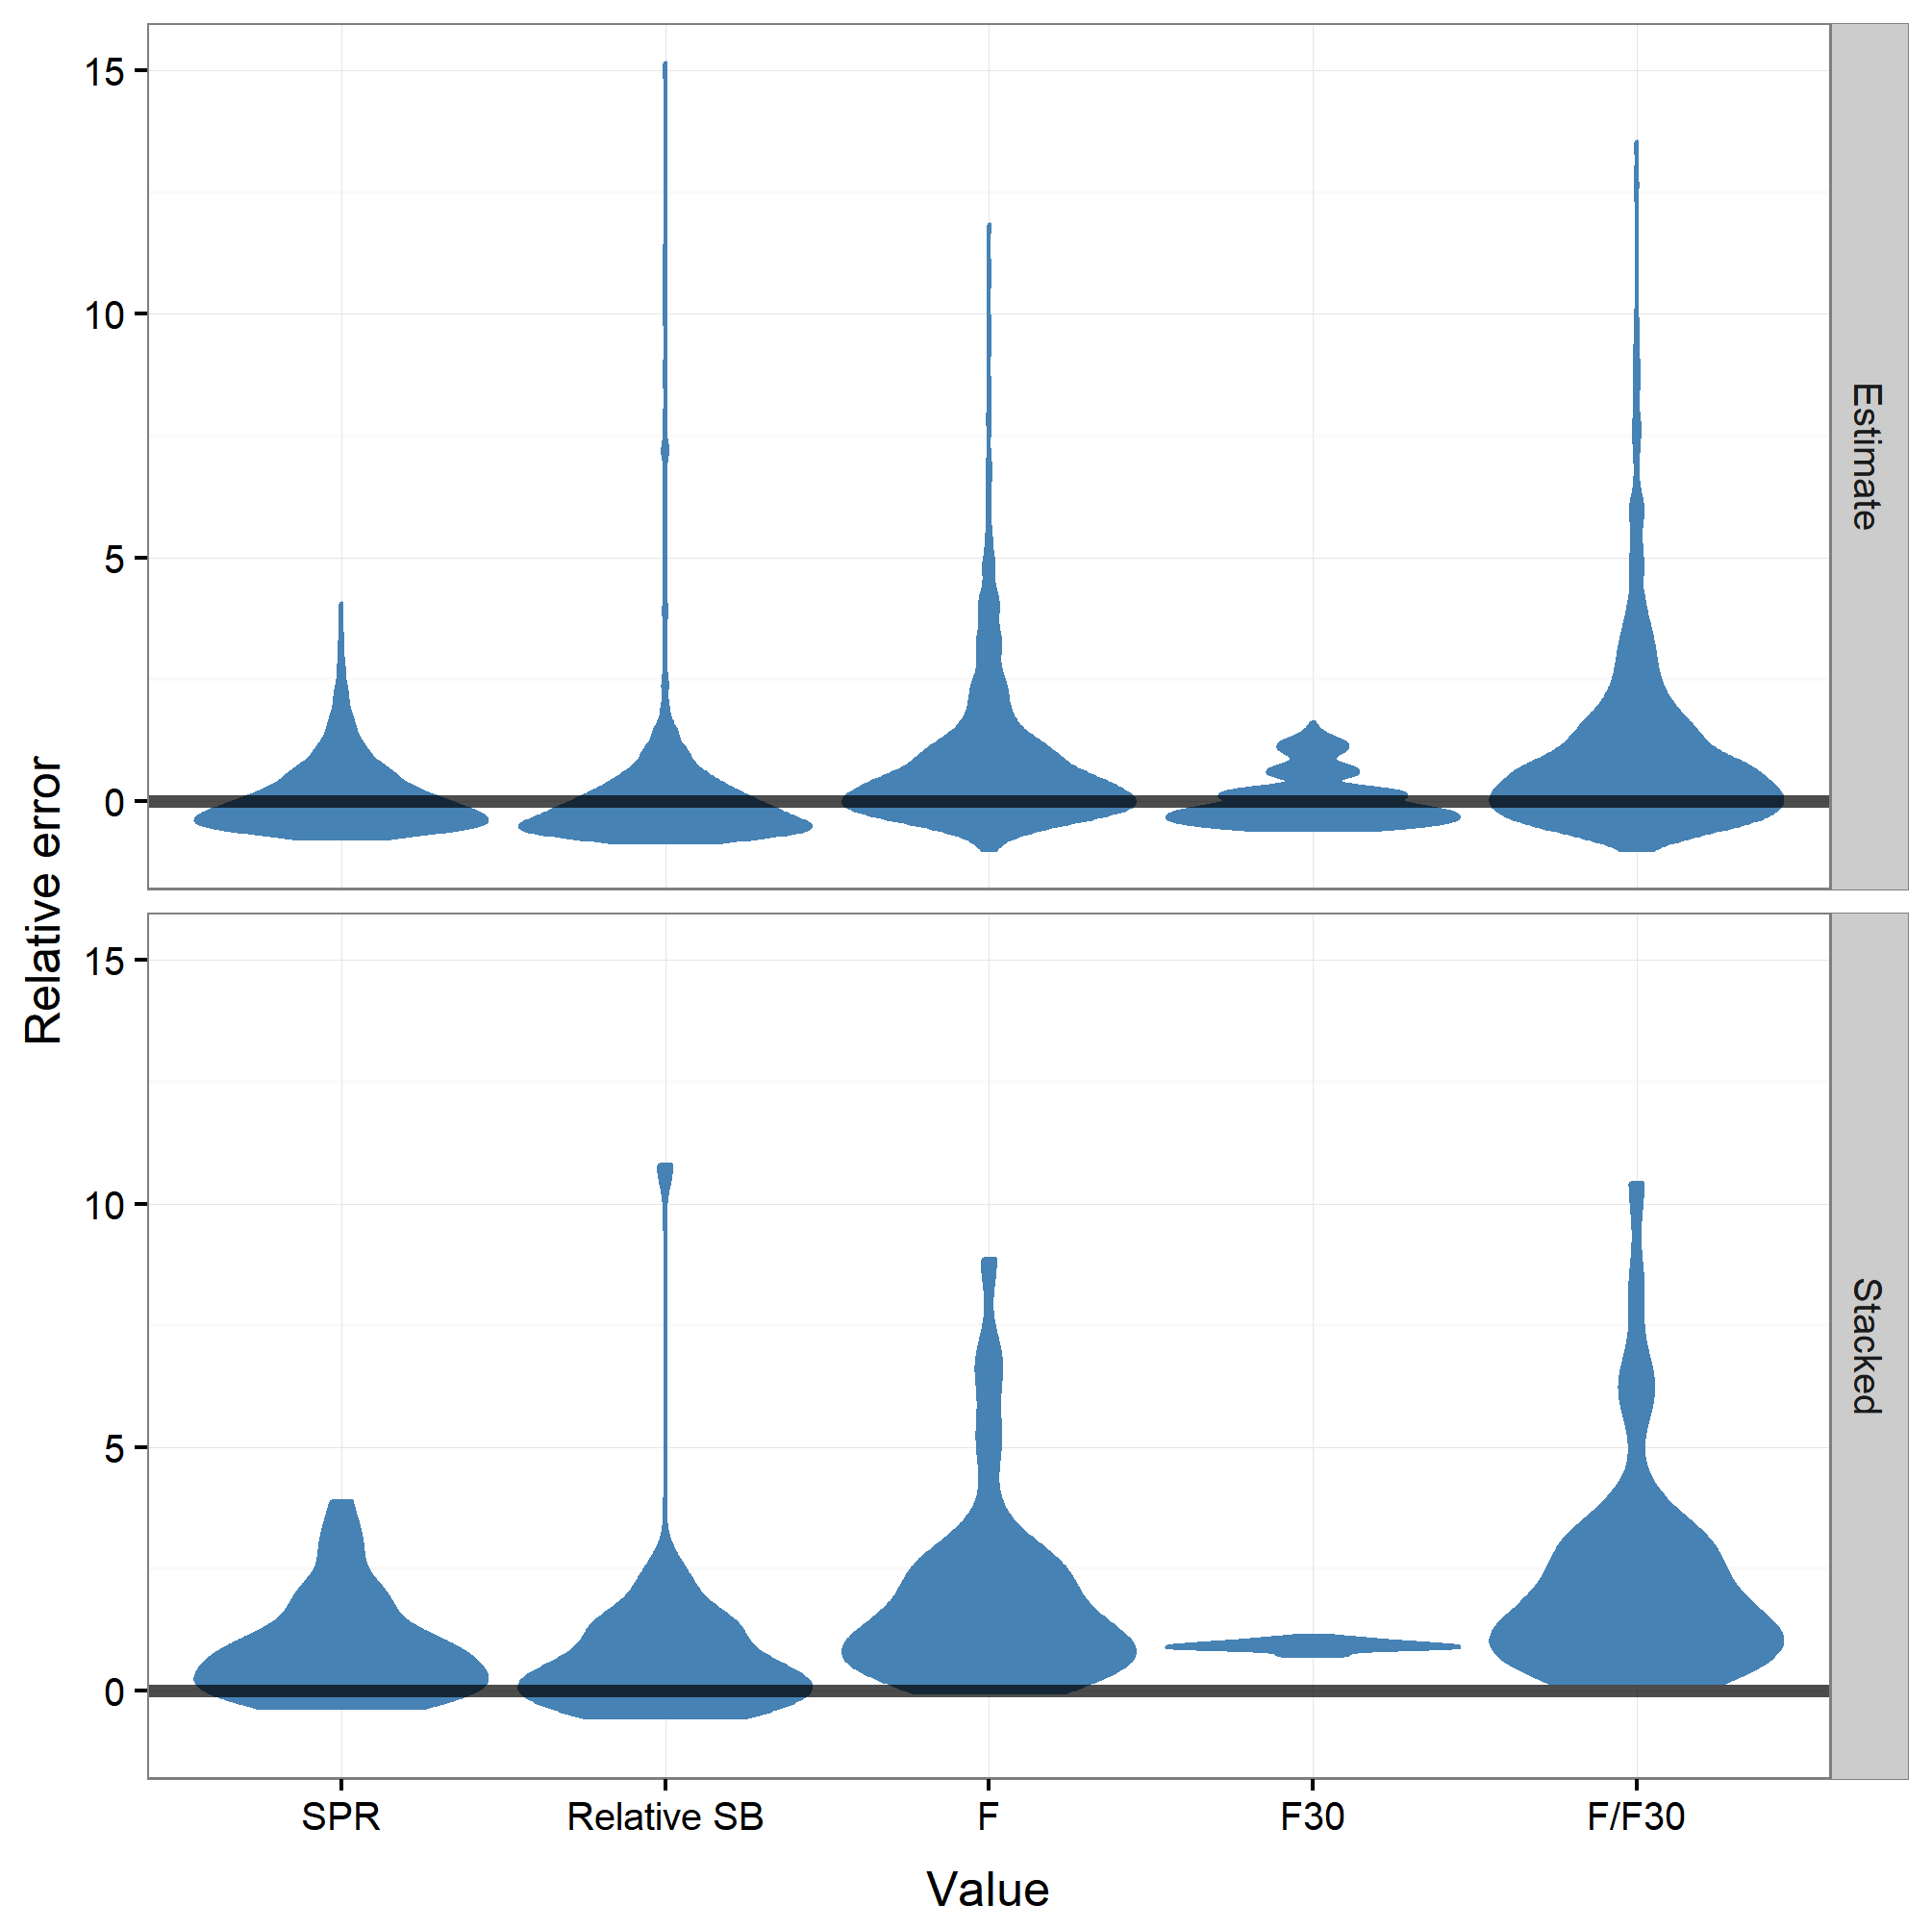 Relative error
15
10
5
0
Estimate
15
10
5
0
Stacked
SPR
Relative SB
F
F30
F/F30
Value